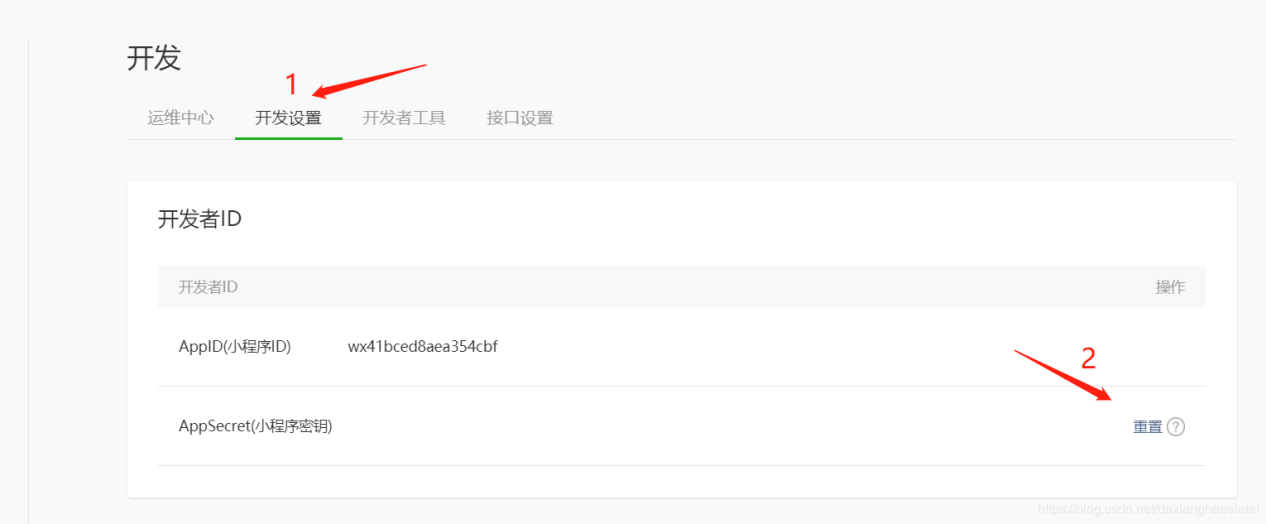 开发
1
运维中心 开发设置 开发者工具 接口设置
开发者ID
开发者ID 操作
AppID(小程序ID) wx41bced8aea354cbf
2
AppSecret(小程序密钥) 重置 ?
https://blog.csdn.net/daxianghaoshuai